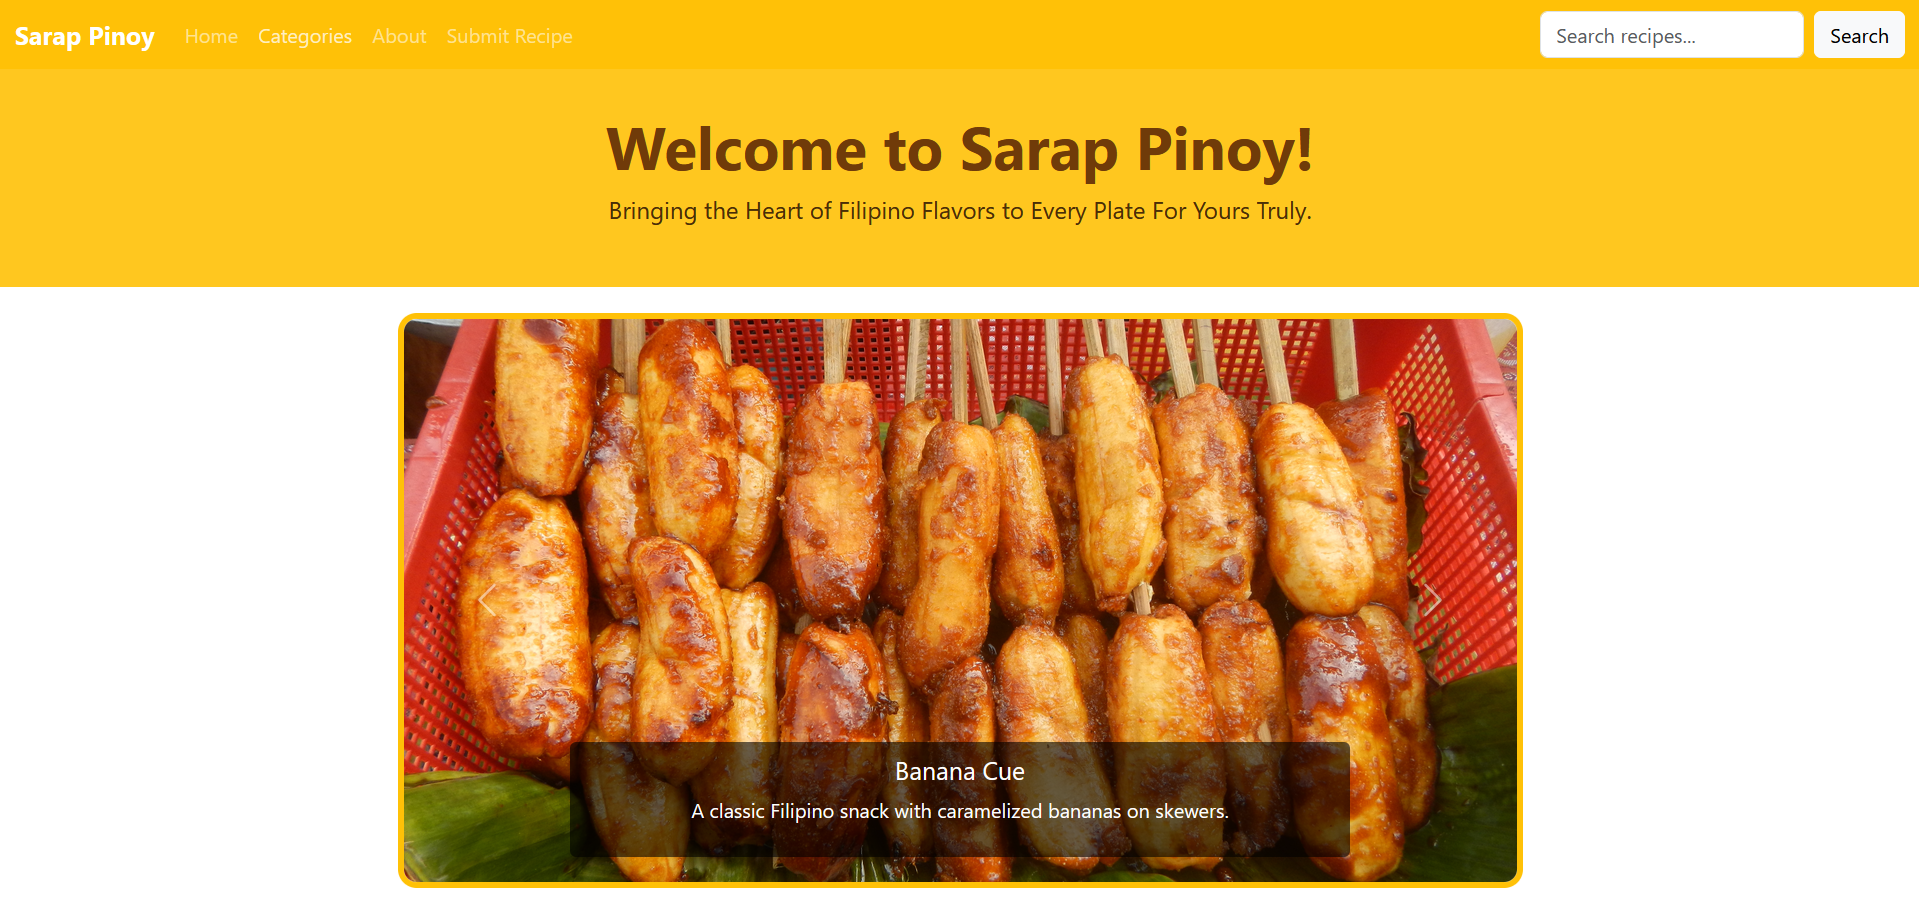 Sarap Pinoy
Home
Categories
About
Submit Recipe
Search recipes...
Search
Welcome to Sarap Pinoy!
Bringing the Heart of Filipino Flavors to Every Plate For Yours Truly.
Banana Cue
A classic Filipino snack with caramelized bananas on skewers.